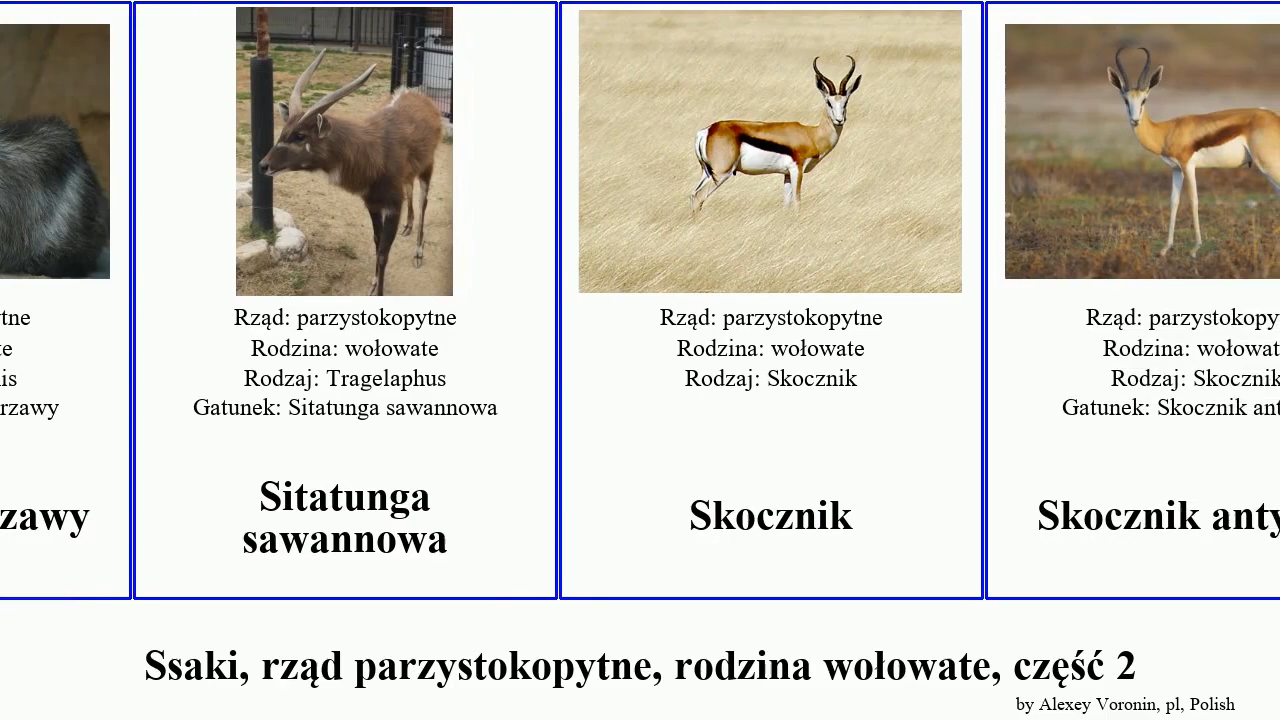 tne
te
is
rzawy
zawy
Rząd: parzystokopytne
Rodzina: wołowate
Rodzaj: Tragelaphus
Gatunek: Sitatunga sawannowa
Sitatunga
sawannowa
Rząd: parzystokopytne
Rodzina: wołowate
Rodzaj: Skocznik
Skocznik
Rząd: parzystokopy
Rodzina: wołowat
Rodzaj: Skocznik
Gatunek: Skocznik ant
Skocznik anty
Ssaki, rząd parzystokopytne, rodzina wołowate, część 2
by Alexey Voronin, pl, Polish